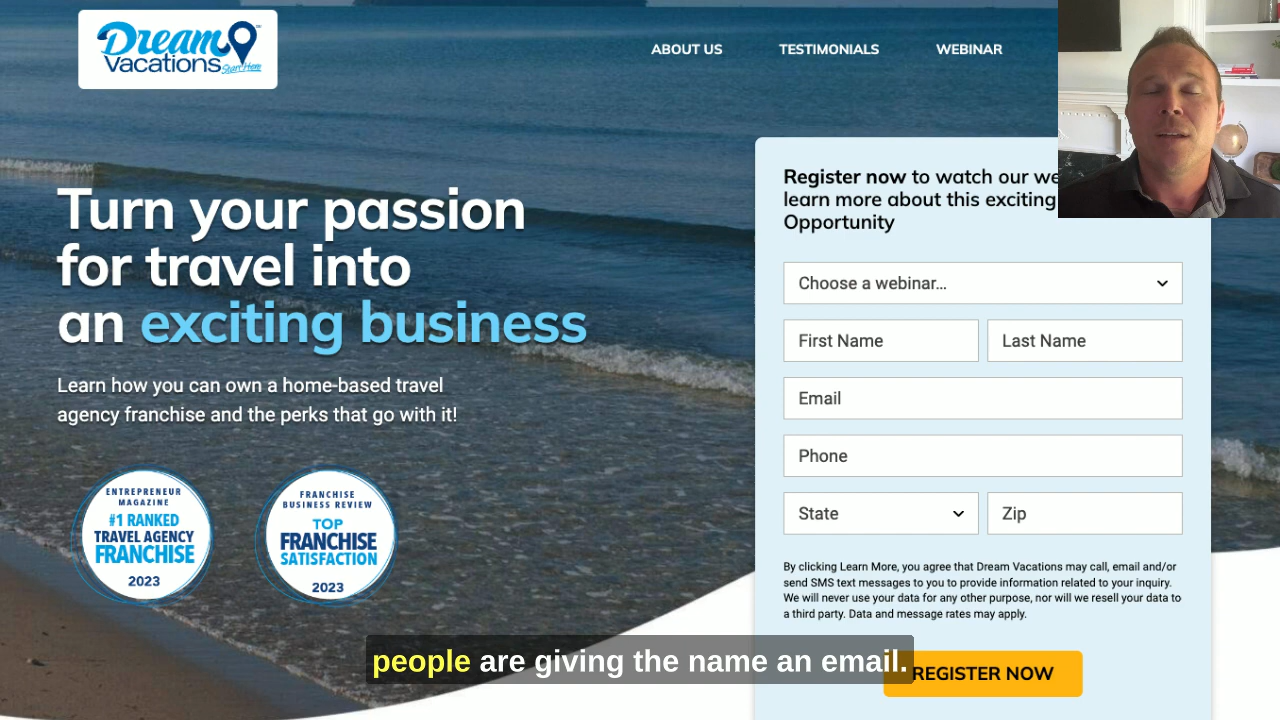 Dream
Vacations
Start Here
ABOUT US
TESTIMONIALS
WEBINAR
Turn your passion
for travel into
an exciting business
Learn how you can own a home-based travel
agency franchise and the perks that go with it!
ENTREPRENEUR
MAGAZINE
#1 RANKED
TRAVEL AGENCY
FRANCHISE
2023
FRANCHISE
BUSINESS REVIEW
TOP
FRANCHISE
SATISFACTION
2023
Register now to watch our we
learn more about this exciting
Opportunity
Choose a webinar...
First Name
Last Name
Email
Phone
State
Zip
By clicking Learn More, you agree that Dream Vacations may call, email and/or
send SMS text messages to you to provide information related to your inquiry.
We will never use your data for any other purpose, nor will we resell your data to
a third party. Data and message rates may apply.
REGISTER NOW
people are giving the name an email.